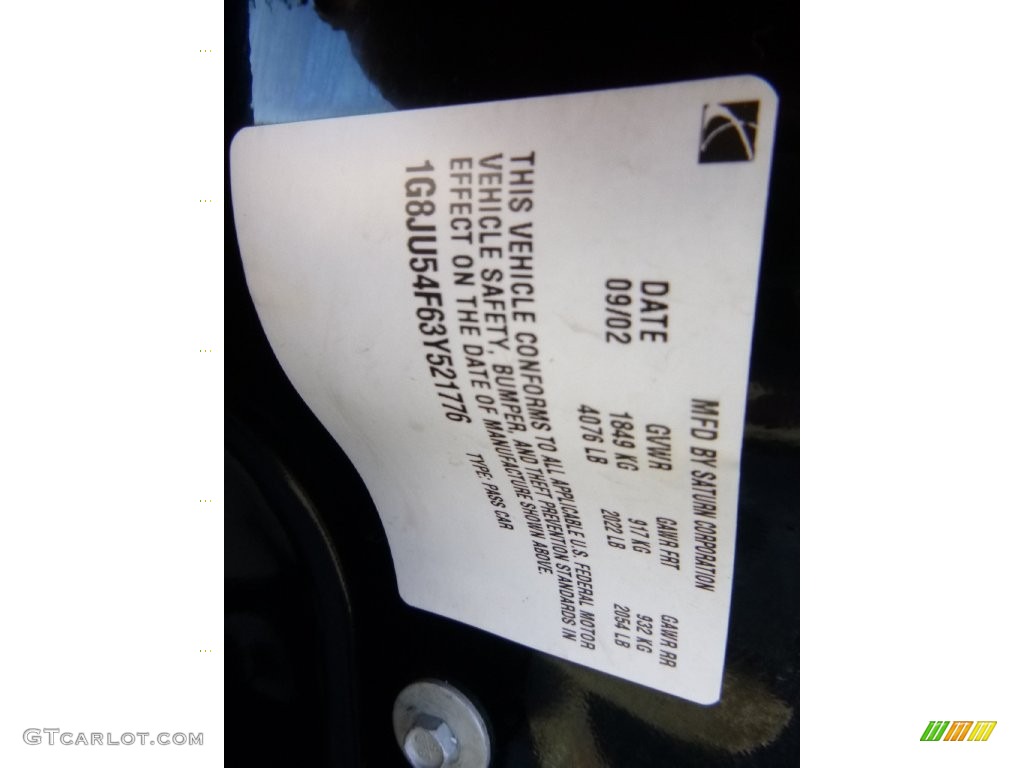 MFD BY SATURN CORPORATION
DATE GVWR GAWR FRT GAWR RR
09/02 1849 KG 917 KG 932 KG
4076 LB 2022 LB 2054 LB
THIS VEHICLE CONFORMS TO ALL APPLICABLE U.S. FEDERAL MOTOR
VEHICLE SAFETY, BUMPER, AND THEFT PREVENTION STANDARDS IN
EFFECT ON THE DATE OF MANUFACTURE SHOWN ABOVE.
1G8JU54F63Y521776 TYPE: PASS CAR
GTCARLOT.COM